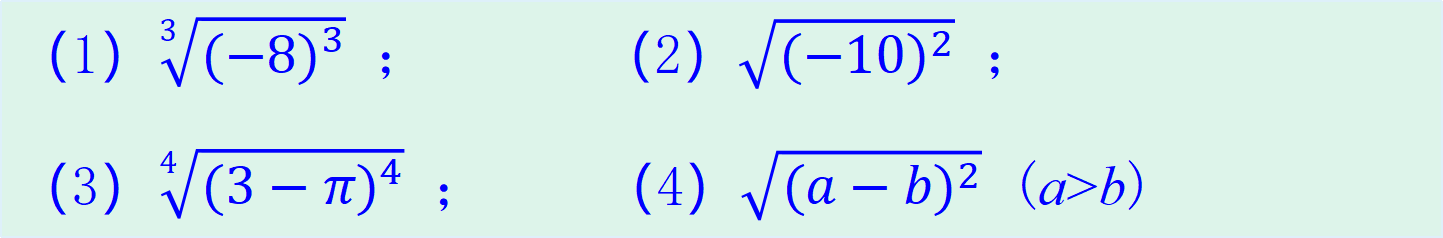 (1) ∛(−8)³ ； (2) √(−10)² ；
(3) ∜(3 − π)⁴ ； (4) √(a − b)² (a>b)